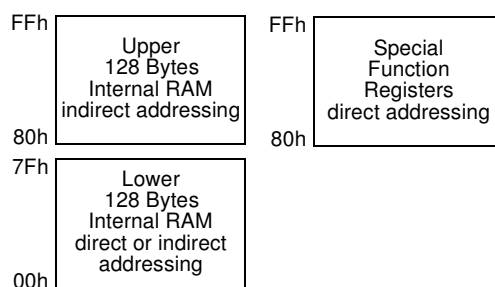 FFh
Upper
128 Bytes
Internal RAM
indirect addressing
80h
FFh
Special
Function
Registers
direct addressing
80h
7Fh
Lower
128 Bytes
Internal RAM
direct or indirect
addressing
00h